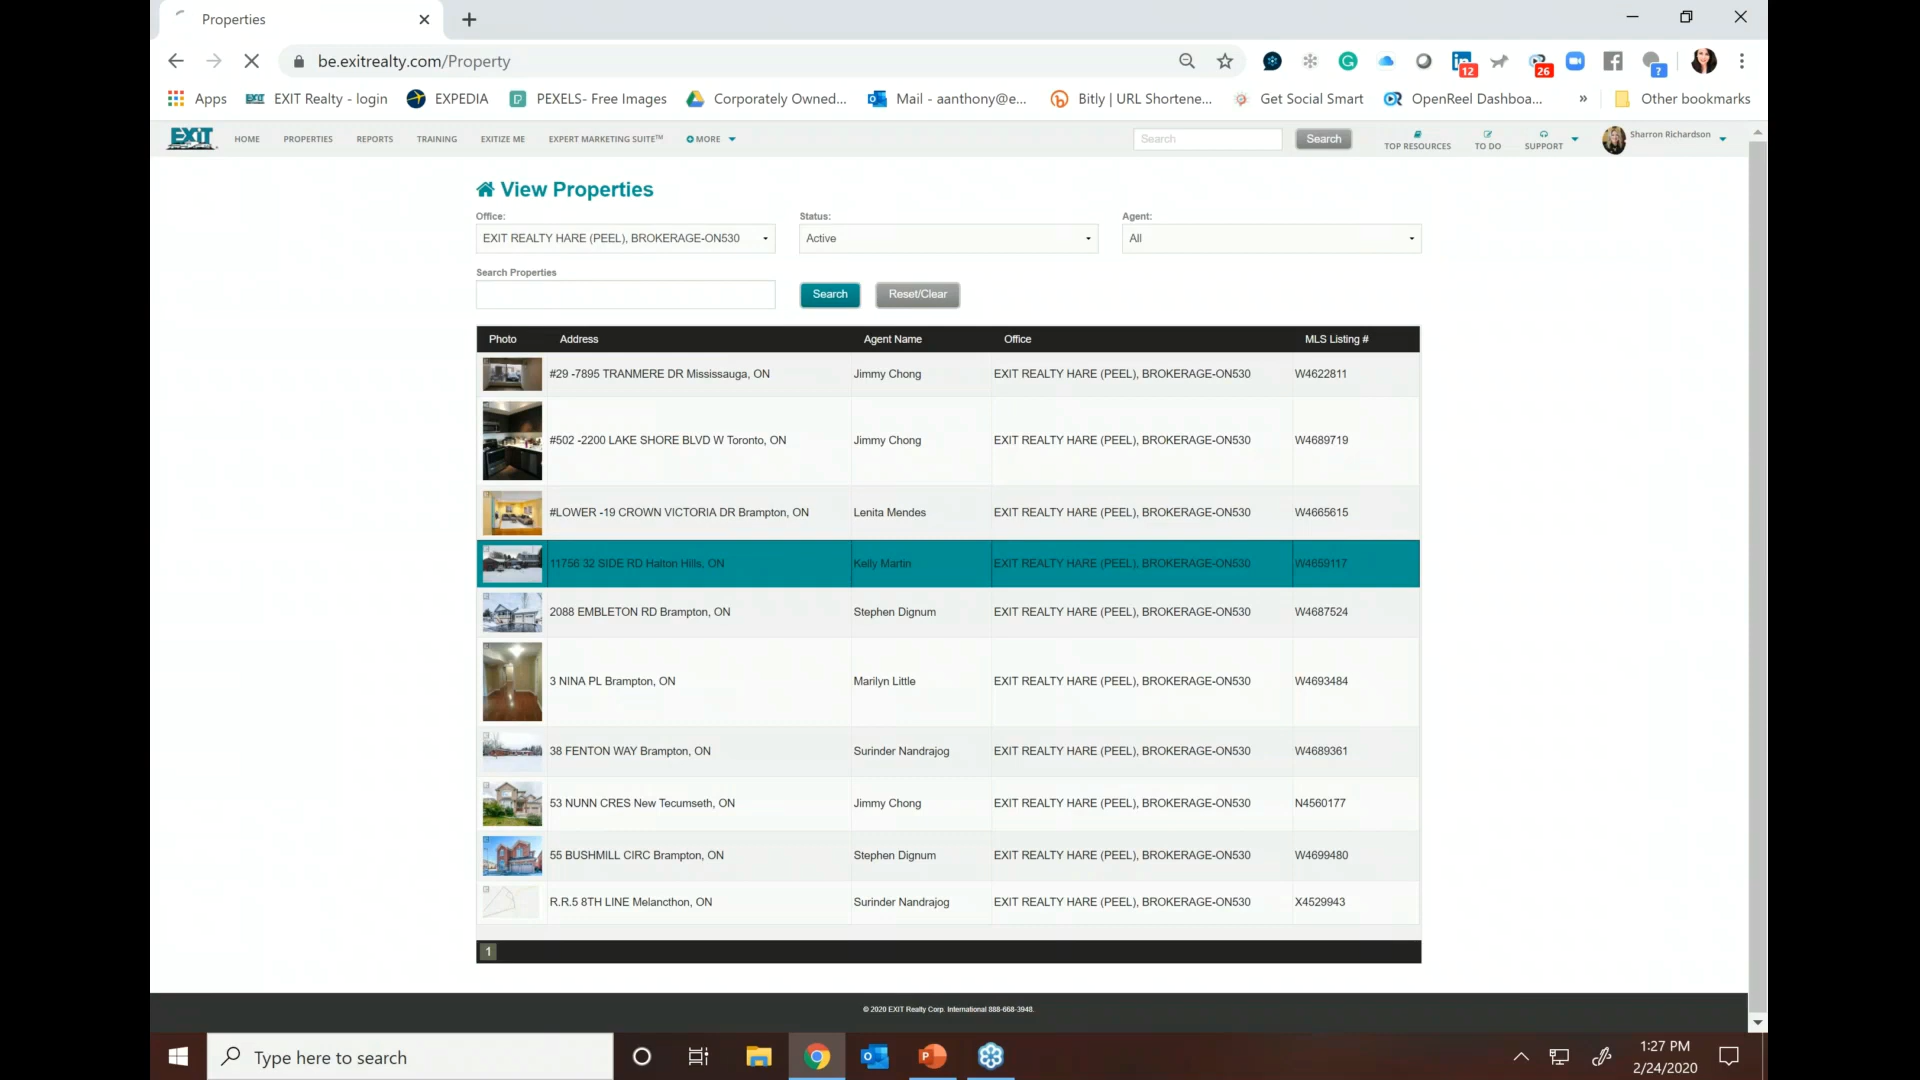 Properties
be.exitrealty.com/Property
12
26
?
Apps
EXIT Realty - login
EXPEDIA
PEXELS- Free Images
Corporately Owned...
Mail - aanthony@e...
Bitly | URL Shortene...
Get Social Smart
OpenReel Dashboa...
»
Other bookmarks
EXIT
HOME
PROPERTIES
REPORTS
TRAINING
EXITIZE ME
EXPERT MARKETING SUITE™
MORE
Search
Search
TOP RESOURCES
TO DO
SUPPORT
Sharron Richardson
View Properties
Office:
Status:
Agent:
EXIT REALTY HARE (PEEL), BROKERAGE-ON530
Active
All
Search Properties
Search
Reset/Clear
Photo Address Agent Name Office MLS Listing #
#29 -7895 TRANMERE DR Mississauga, ON Jimmy Chong EXIT REALTY HARE (PEEL), BROKERAGE-ON530 W4622811
#502 -2200 LAKE SHORE BLVD W Toronto, ON Jimmy Chong EXIT REALTY HARE (PEEL), BROKERAGE-ON530 W4689719
#LOWER -19 CROWN VICTORIA DR Brampton, ON Lenita Mendes EXIT REALTY HARE (PEEL), BROKERAGE-ON530 W4665615
11756 32 SIDE RD Halton Hills, ON Kelly Martin EXIT REALTY HARE (PEEL), BROKERAGE-ON530 W4659117
2088 EMBLETON RD Brampton, ON Stephen Dignum EXIT REALTY HARE (PEEL), BROKERAGE-ON530 W4687524
3 NINA PL Brampton, ON Marilyn Little EXIT REALTY HARE (PEEL), BROKERAGE-ON530 W4693484
38 FENTON WAY Brampton, ON Surinder Nandrajog EXIT REALTY HARE (PEEL), BROKERAGE-ON530 W4689361
53 NUNN CRES New Tecumseth, ON Jimmy Chong EXIT REALTY HARE (PEEL), BROKERAGE-ON530 N4560177
55 BUSHMILL CIRC Brampton, ON Stephen Dignum EXIT REALTY HARE (PEEL), BROKERAGE-ON530 W4699480
R.R.5 8TH LINE Melancthon, ON Surinder Nandrajog EXIT REALTY HARE (PEEL), BROKERAGE-ON530 X4529943
1
© 2020 EXIT Realty Corp. International 888-668-3948.
Type here to search
1:27 PM
2/24/2020